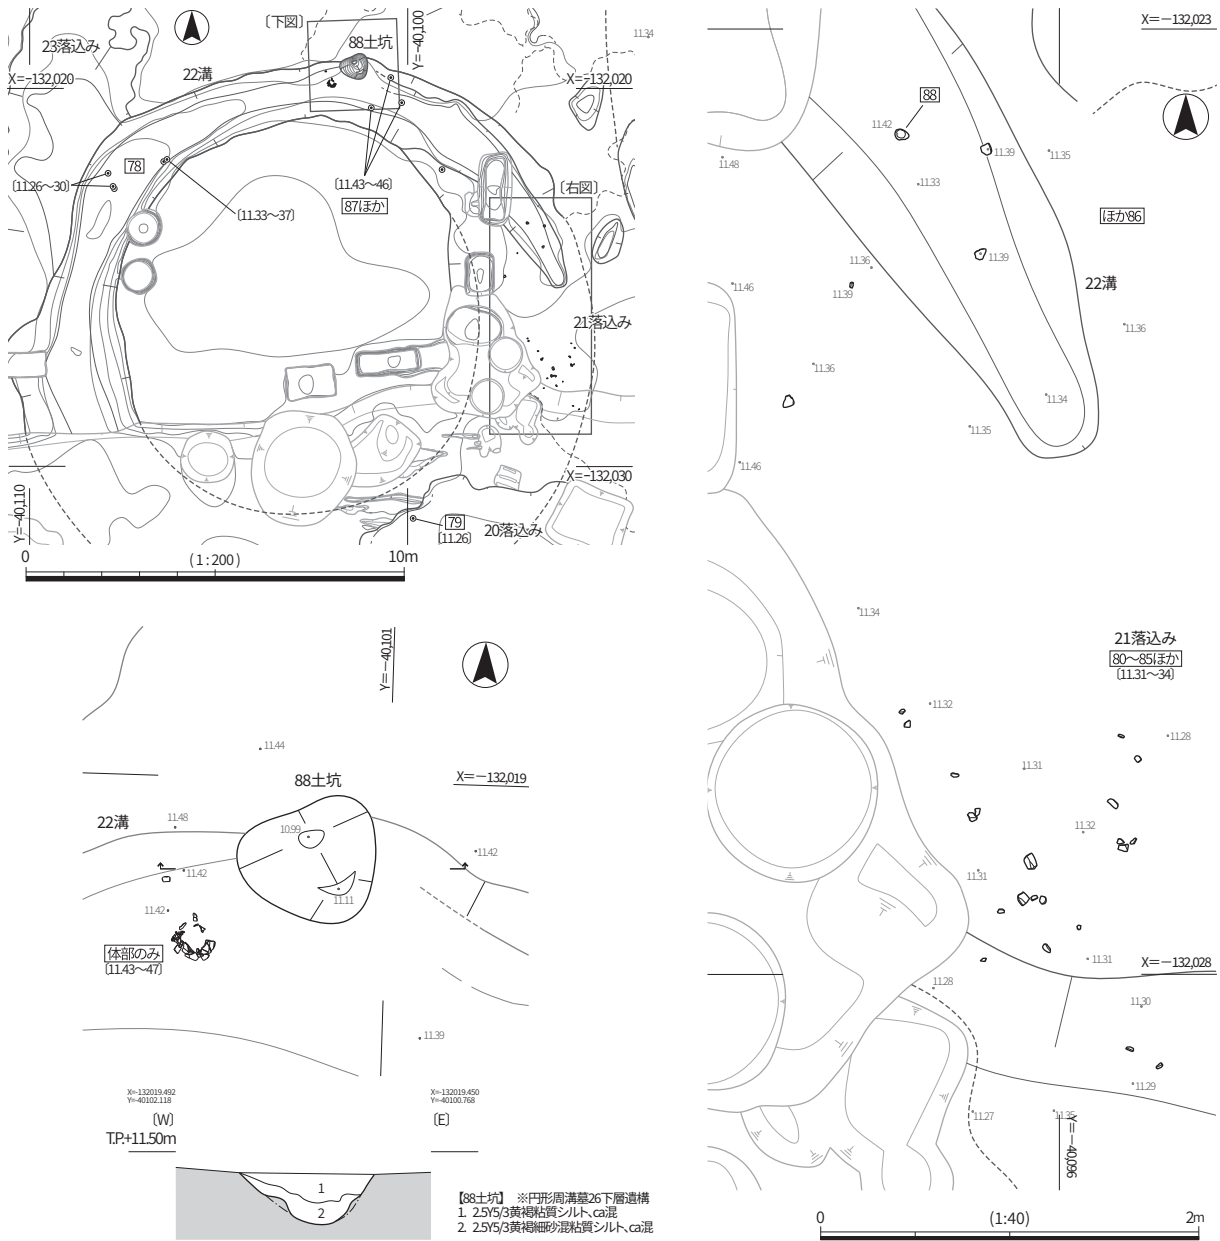 〔下図〕
88土坑
Y=−40,100
11.34
23落込み
22溝
X=−132,020
X=−132,020
78
〔11.26～30〕
〔11.43～46〕
87ほか
〔右図〕
〔11.33～37〕
21落込み
X=−132,030
Y=−40,110
79
〔11.26〕
20落込み
0
(1:200)
10m
Y=−40,101
11.44
88土坑
X=−132,019
22溝
11.48
10.99
11.42
11.42
11.42
11.11
体部のみ
〔11.43～47〕
11.39
X=-132019.492
Y=-40102.118
X=-132019.450
Y=-40100.768
〔W〕
〔E〕
T.P.+11.50m
1
2
【88土坑】　※円形周溝墓26下層遺構
1. 2.5Y5/3黄褐粘質シルト、ca混
2. 2.5Y5/3黄褐細砂混粘質シルト、ca混
X=−132,023
88
11.42
11.39
11.35
11.48
11.33
ほか86
11.36
11.39
11.46
11.39
22溝
11.36
11.36
11.34
11.35
11.46
11.34
21落込み
80～85ほか
〔11.31～34〕
11.32
11.28
11.31
11.32
11.31
11.31
X=−132,028
11.28
11.30
11.29
11.27
11.35
Y=−40,096
0
(1:40)
2m